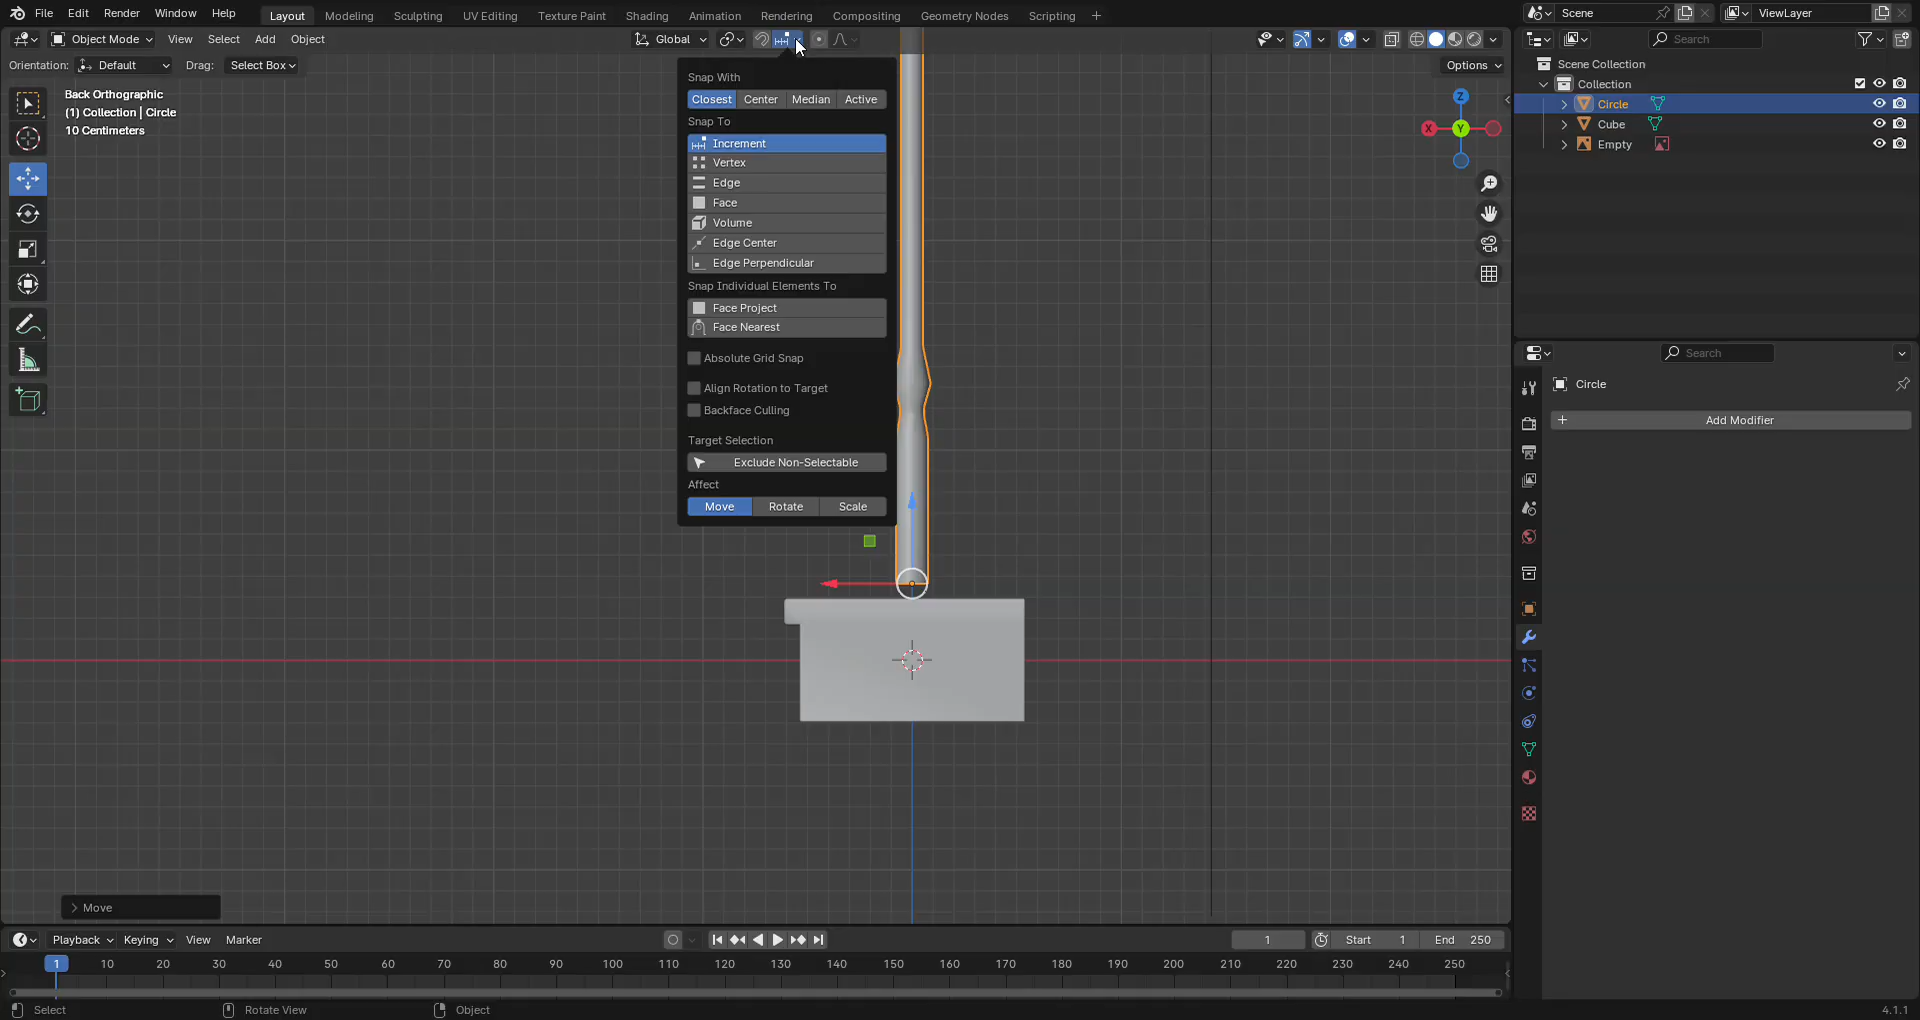 File Edit Render Window Help Layout Modeling Sculpting UV Editing Texture Paint Shading Animation Rendering Compositing Geometry Nodes Scripting + Scene ViewLayer
Object Mode View Select Add Object Global Search
Orientation: Default Drag: Select Box Options
Back Orthographic
(1) Collection | Circle
10 Centimeters
Snap With
Closest Center Median Active
Snap To
Increment
Vertex
Edge
Face
Volume
Edge Center
Edge Perpendicular
Snap Individual Elements To
Face Project
Face Nearest
Absolute Grid Snap
Align Rotation to Target
Backface Culling
Target Selection
Exclude Non-Selectable
Affect
Move Rotate Scale
Z
X Y
Scene Collection
Collection
Circle
Cube
Empty
Search
Circle
+ Add Modifier
Move
Playback Keying View Marker 1 Start 1 End 250
1 10 20 30 40 50 60 70 80 90 100 110 120 130 140 150 160 170 180 190 200 210 220 230 240 250
Select Rotate View Object 4.1.1